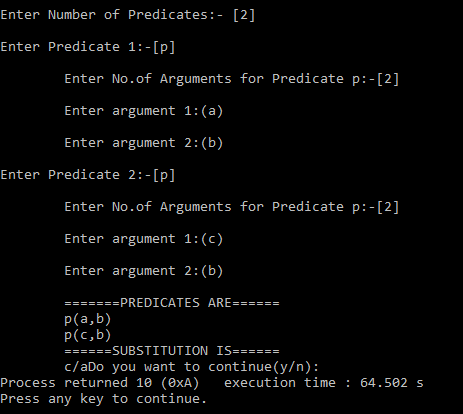 Enter Number of Predicates:- [2]
Enter Predicate 1:-[p]
Enter No.of Arguments for Predicate p:-[2]
Enter argument 1:(a)
Enter argument 2:(b)
Enter Predicate 2:-[p]
Enter No.of Arguments for Predicate p:-[2]
Enter argument 1:(c)
Enter argument 2:(b)
=======PREDICATES ARE======
p(a,b)
p(c,b)
======SUBSTITUTION IS======
c/aDo you want to continue(y/n):
Process returned 10 (0xA)   execution time : 64.502 s
Press any key to continue.